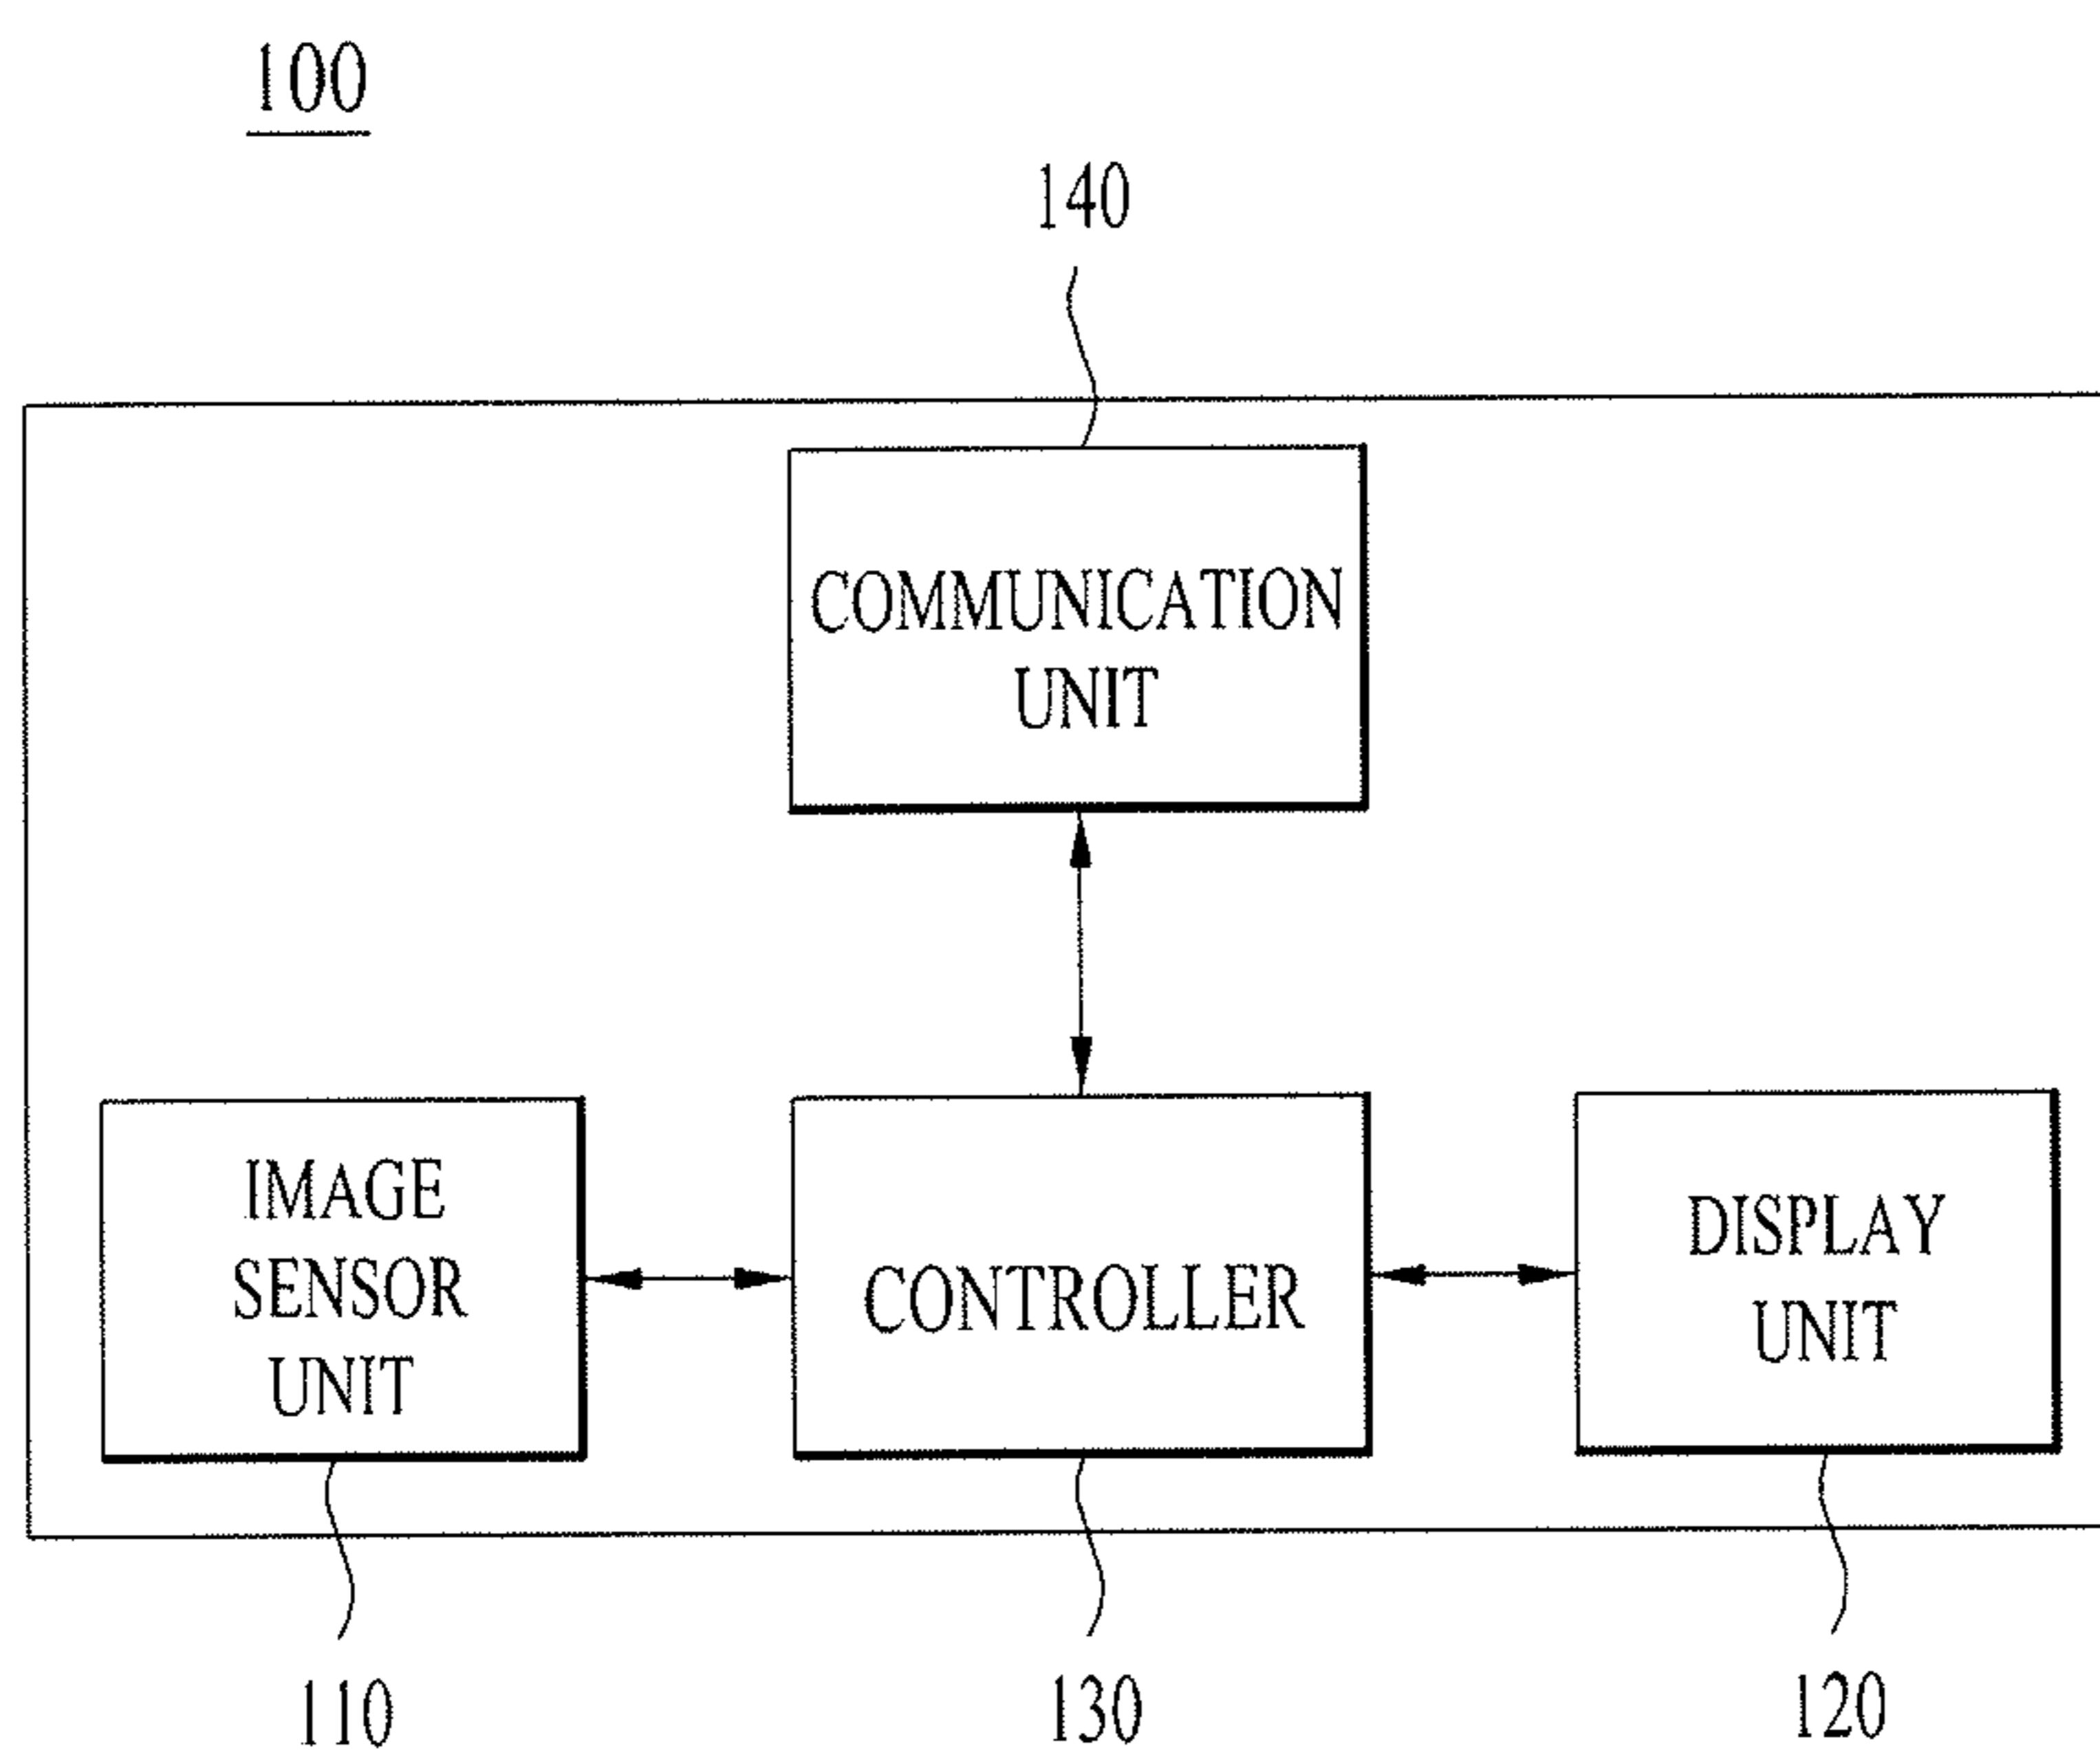 100
140
COMMUNICATION
UNIT
IMAGE
SENSOR
UNIT
CONTROLLER
DISPLAY
UNIT
110
130
120